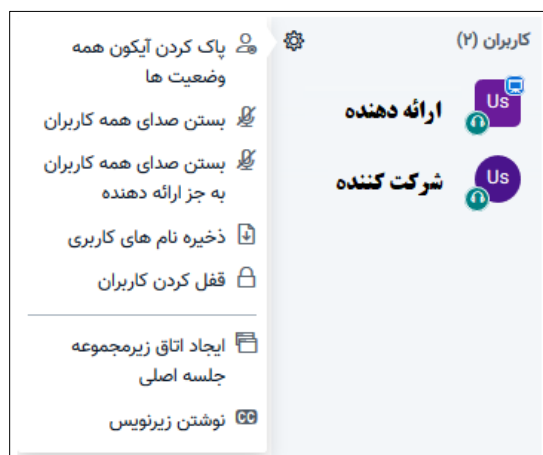 کاربران (۲)
Us
ارائه دهنده
Us
شرکت کننده
پاک کردن آیکون همه
وضعیت ها
بستن صدای همه کاربران
بستن صدای همه کاربران
به جز ارائه دهنده
ذخیره نام های کاربری
قفل کردن کاربران
ایجاد اتاق زیرمجموعه
جلسه اصلی
CC نوشتن زیرنویس